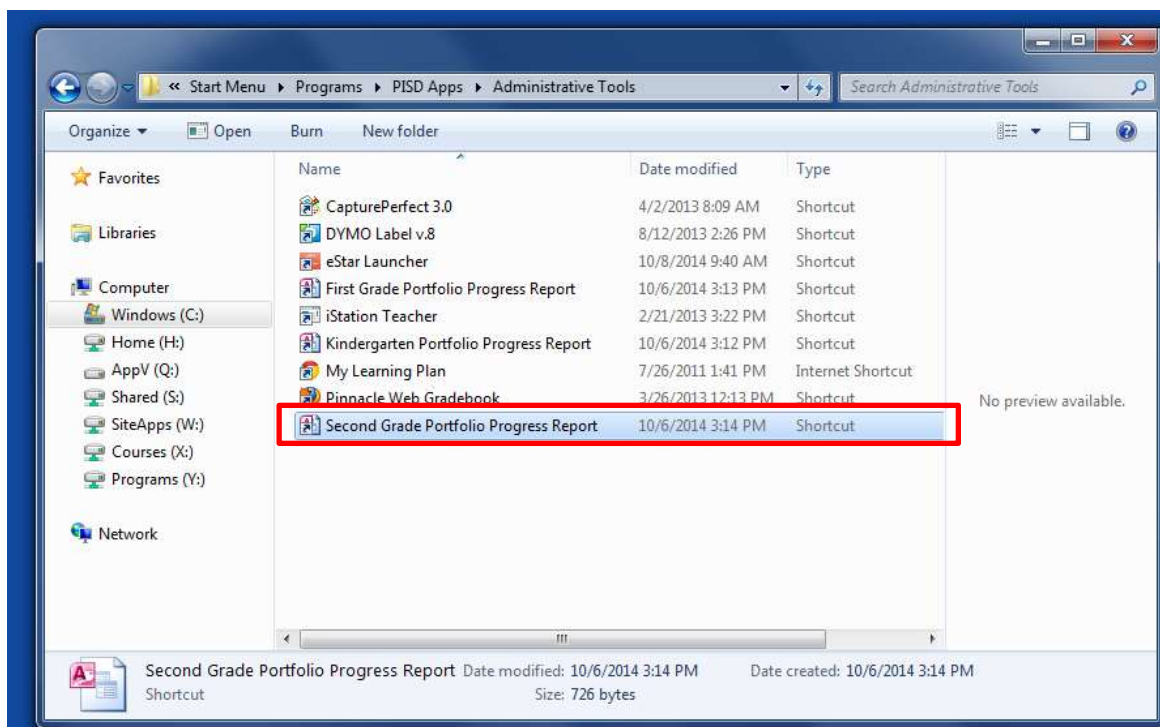 « Start Menu ▸ Programs ▸ PISD Apps ▸ Administrative Tools Search Administrative Tools
Organize Open Burn New folder
Favorites
Libraries
Computer
Windows (C:)
Home (H:)
AppV (Q:)
Shared (S:)
SiteApps (W:)
Courses (X:)
Programs (Y:)
Network
Name Date modified Type
CapturePerfect 3.0 4/2/2013 8:09 AM Shortcut
DYMO Label v.8 8/12/2013 2:26 PM Shortcut
eStar Launcher 10/8/2014 9:40 AM Shortcut
First Grade Portfolio Progress Report 10/6/2014 3:13 PM Shortcut
iStation Teacher 2/21/2013 3:22 PM Shortcut
Kindergarten Portfolio Progress Report 10/6/2014 3:12 PM Shortcut
My Learning Plan 7/26/2011 1:41 PM Internet Shortcut
Pinnacle Web Gradebook 3/26/2013 12:13 PM Shortcut
Second Grade Portfolio Progress Report 10/6/2014 3:14 PM Shortcut
No preview available.
Second Grade Portfolio Progress Report Date modified: 10/6/2014 3:14 PM Date created: 10/6/2014 3:14 PM
Shortcut Size: 726 bytes